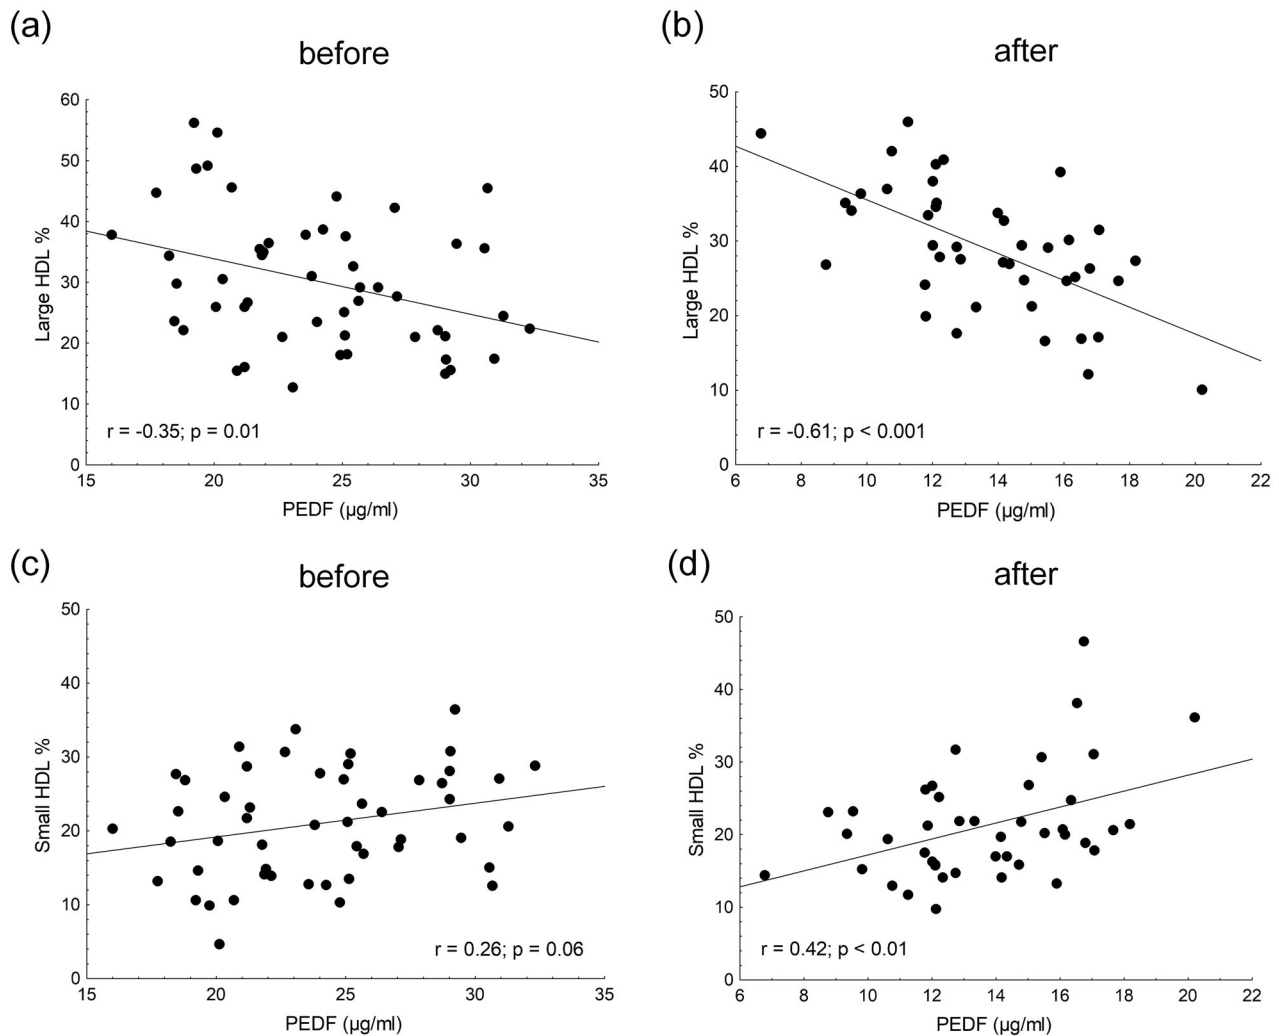 (a)
before
60
50
40
30
20
10
0
Large HDL %
r = -0.35; p = 0.01
15 20 25 30 35
PEDF (µg/ml)
(b)
after
50
40
30
20
10
0
Large HDL %
r = -0.61; p < 0.001
6 8 10 12 14 16 18 20 22
PEDF (µg/ml)
(c)
before
50
40
30
20
10
0
Small HDL %
r = 0.26; p = 0.06
15 20 25 30 35
PEDF (µg/ml)
(d)
after
50
40
30
20
10
0
Small HDL %
r = 0.42; p < 0.01
6 8 10 12 14 16 18 20 22
PEDF (µg/ml)